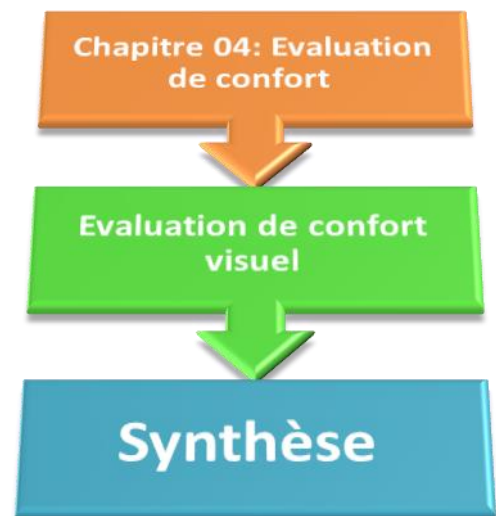 Chapitre 04: Evaluation
de confort
Evaluation de confort
visuel
Synthèse